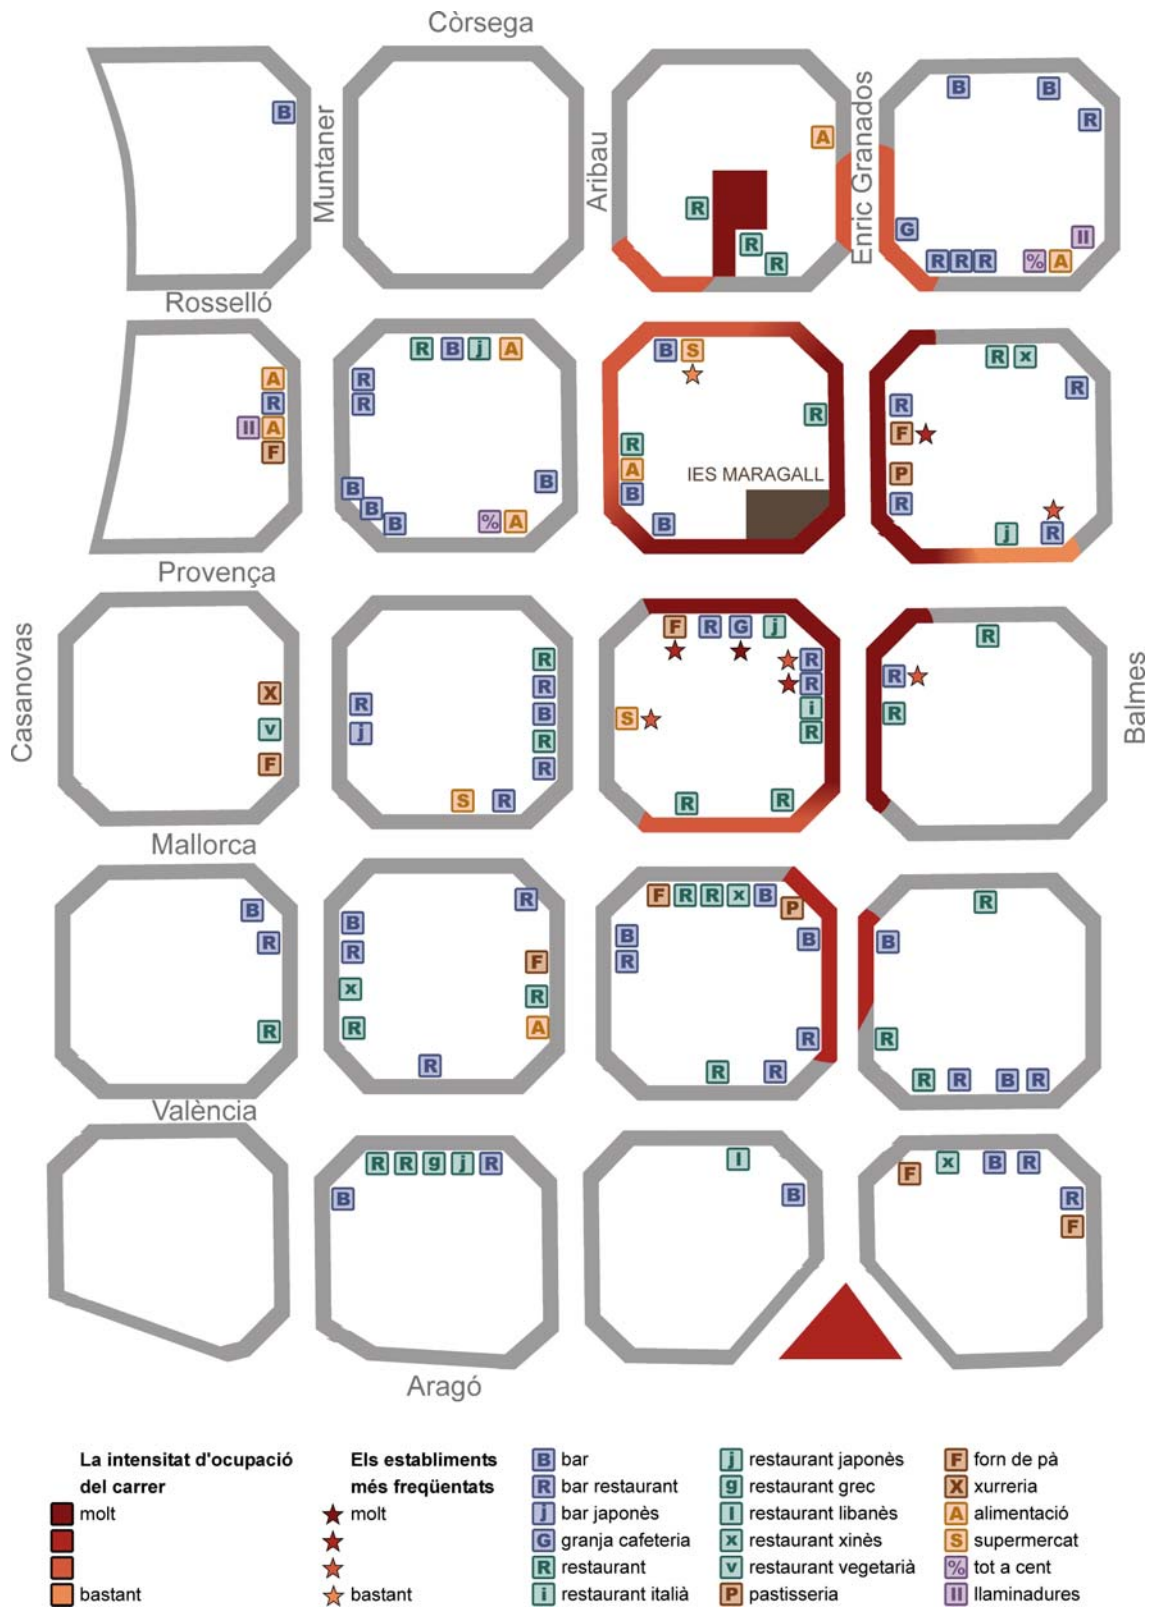 Còrsega
Muntaner
Aribau
Enric Granados
B
B B
R
A
R
R
R
G
R R R
% A
ll
Rosselló
A
R
ll A
F
R B j A
R
R
B
B
B
B
% A
B S
R
R
A
B
B
IES MARAGALL
R x
R
R
F
P
R
j R
Provença
Casanovas
Balmes
X
v
F
R
j
R
R
B
R
R
S R
F R G j
R
R
i
R
S
R R
R
R
R
Mallorca
B
R
R
R
B
R
x
R
F
R
A
R
F R R x B P
B
R
B
R
R R
R
B
R
R R B R
València
R R g j R
B
l
B
F x B R
R
F
Aragó
La intensitat d'ocupació
del carrer
molt
bastant
Els establiments
més freqüentats
molt
bastant
B bar
R bar restaurant
j bar japonès
G granja cafeteria
R restaurant
i restaurant italià
j restaurant japonès
g restaurant grec
l restaurant libanès
x restaurant xinès
v restaurant vegetarià
P pastisseria
F forn de pà
X xurreria
A alimentació
S supermercat
% tot a cent
ll llaminadures